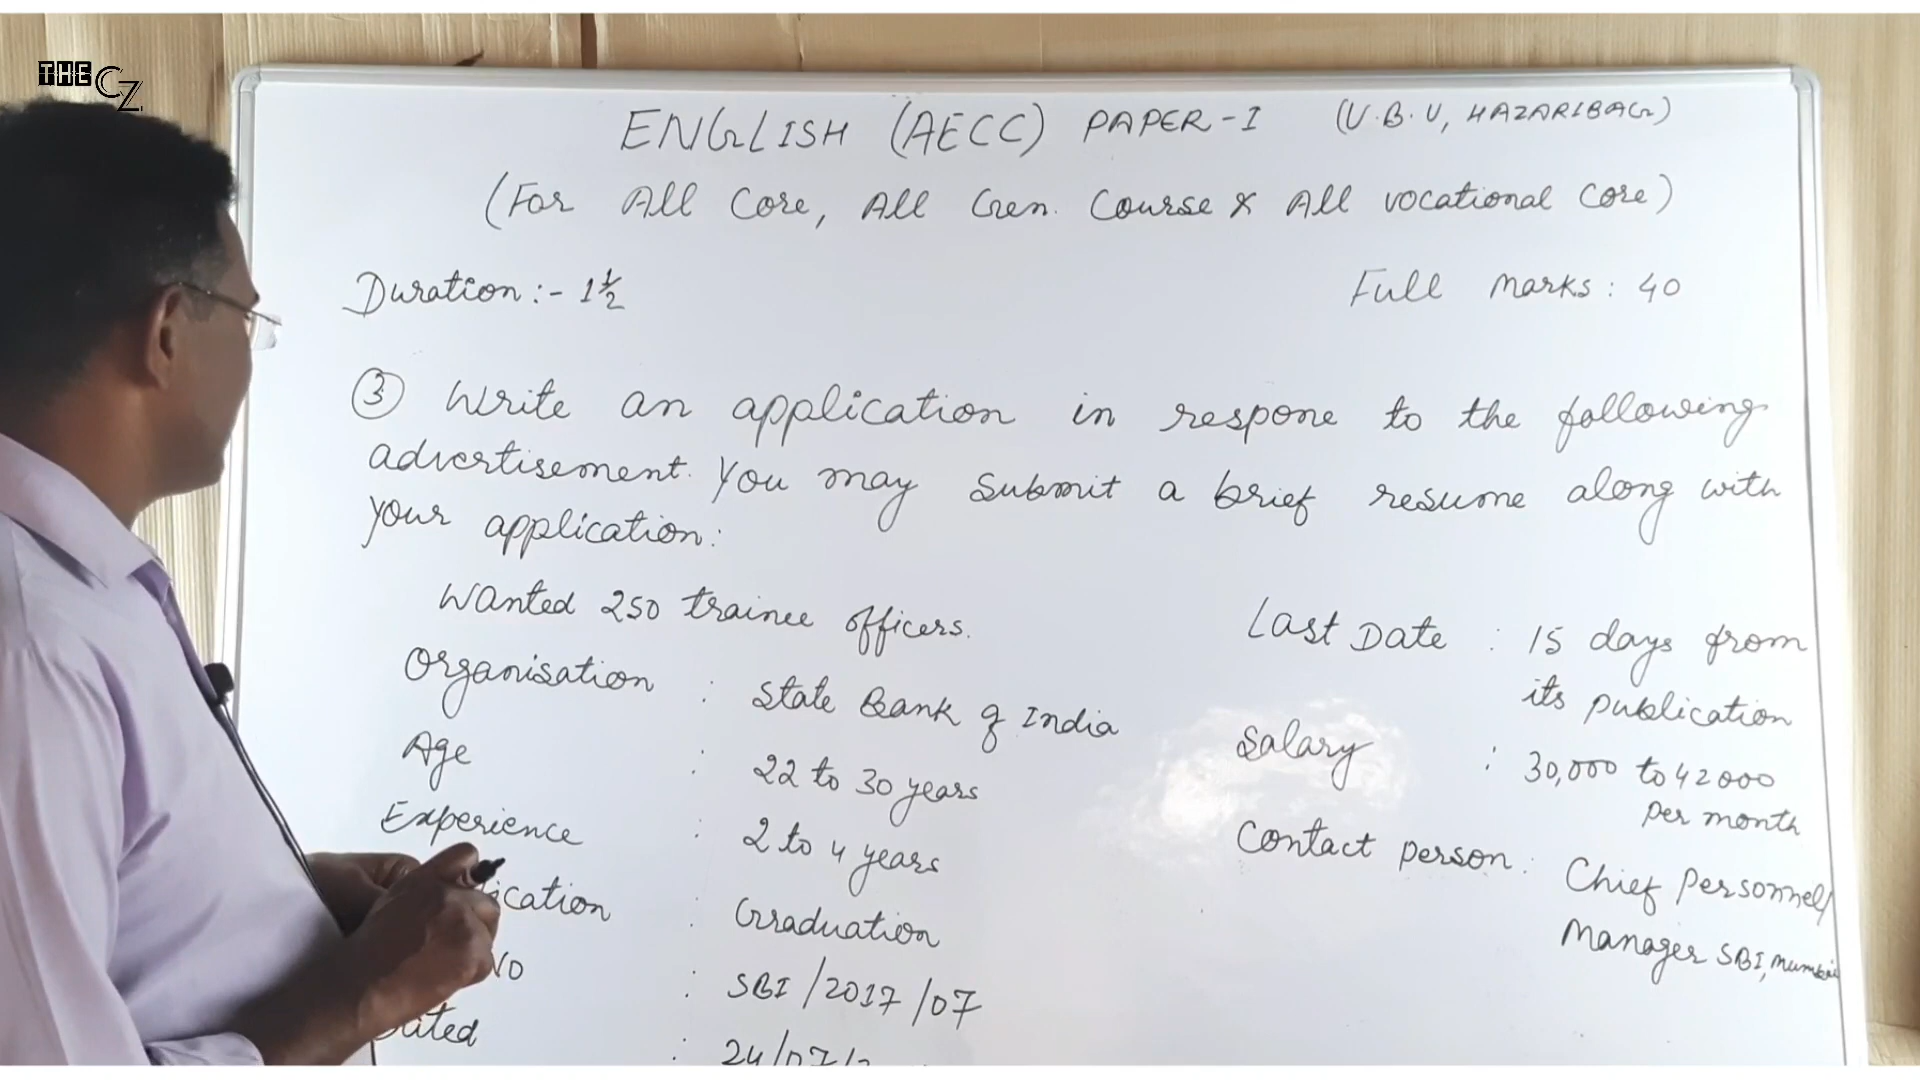 THE CZ.
ENGLISH (AECC) PAPER-I (V.B.U, HAZARIBAG)
(For All Core, All Gen. Course & All vocational Core)
Duration :- 1 1/2
Full Marks : 40
③ Write an application in respone to the following
advertisement. You may submit a brief resume along with
your application:
Wanted 250 trainee officers.
Organisation : State Bank of India
Age : 22 to 30 years
Experience : 2 to 4 years
ication : Graduation
No : SBI/2017/07
ated : 24/07/
Last Date : 15 days from
its publication
Salary : 30,000 to 42000
Per month
Contact person : Chief Personnel/
Manager SBI, Mumbai